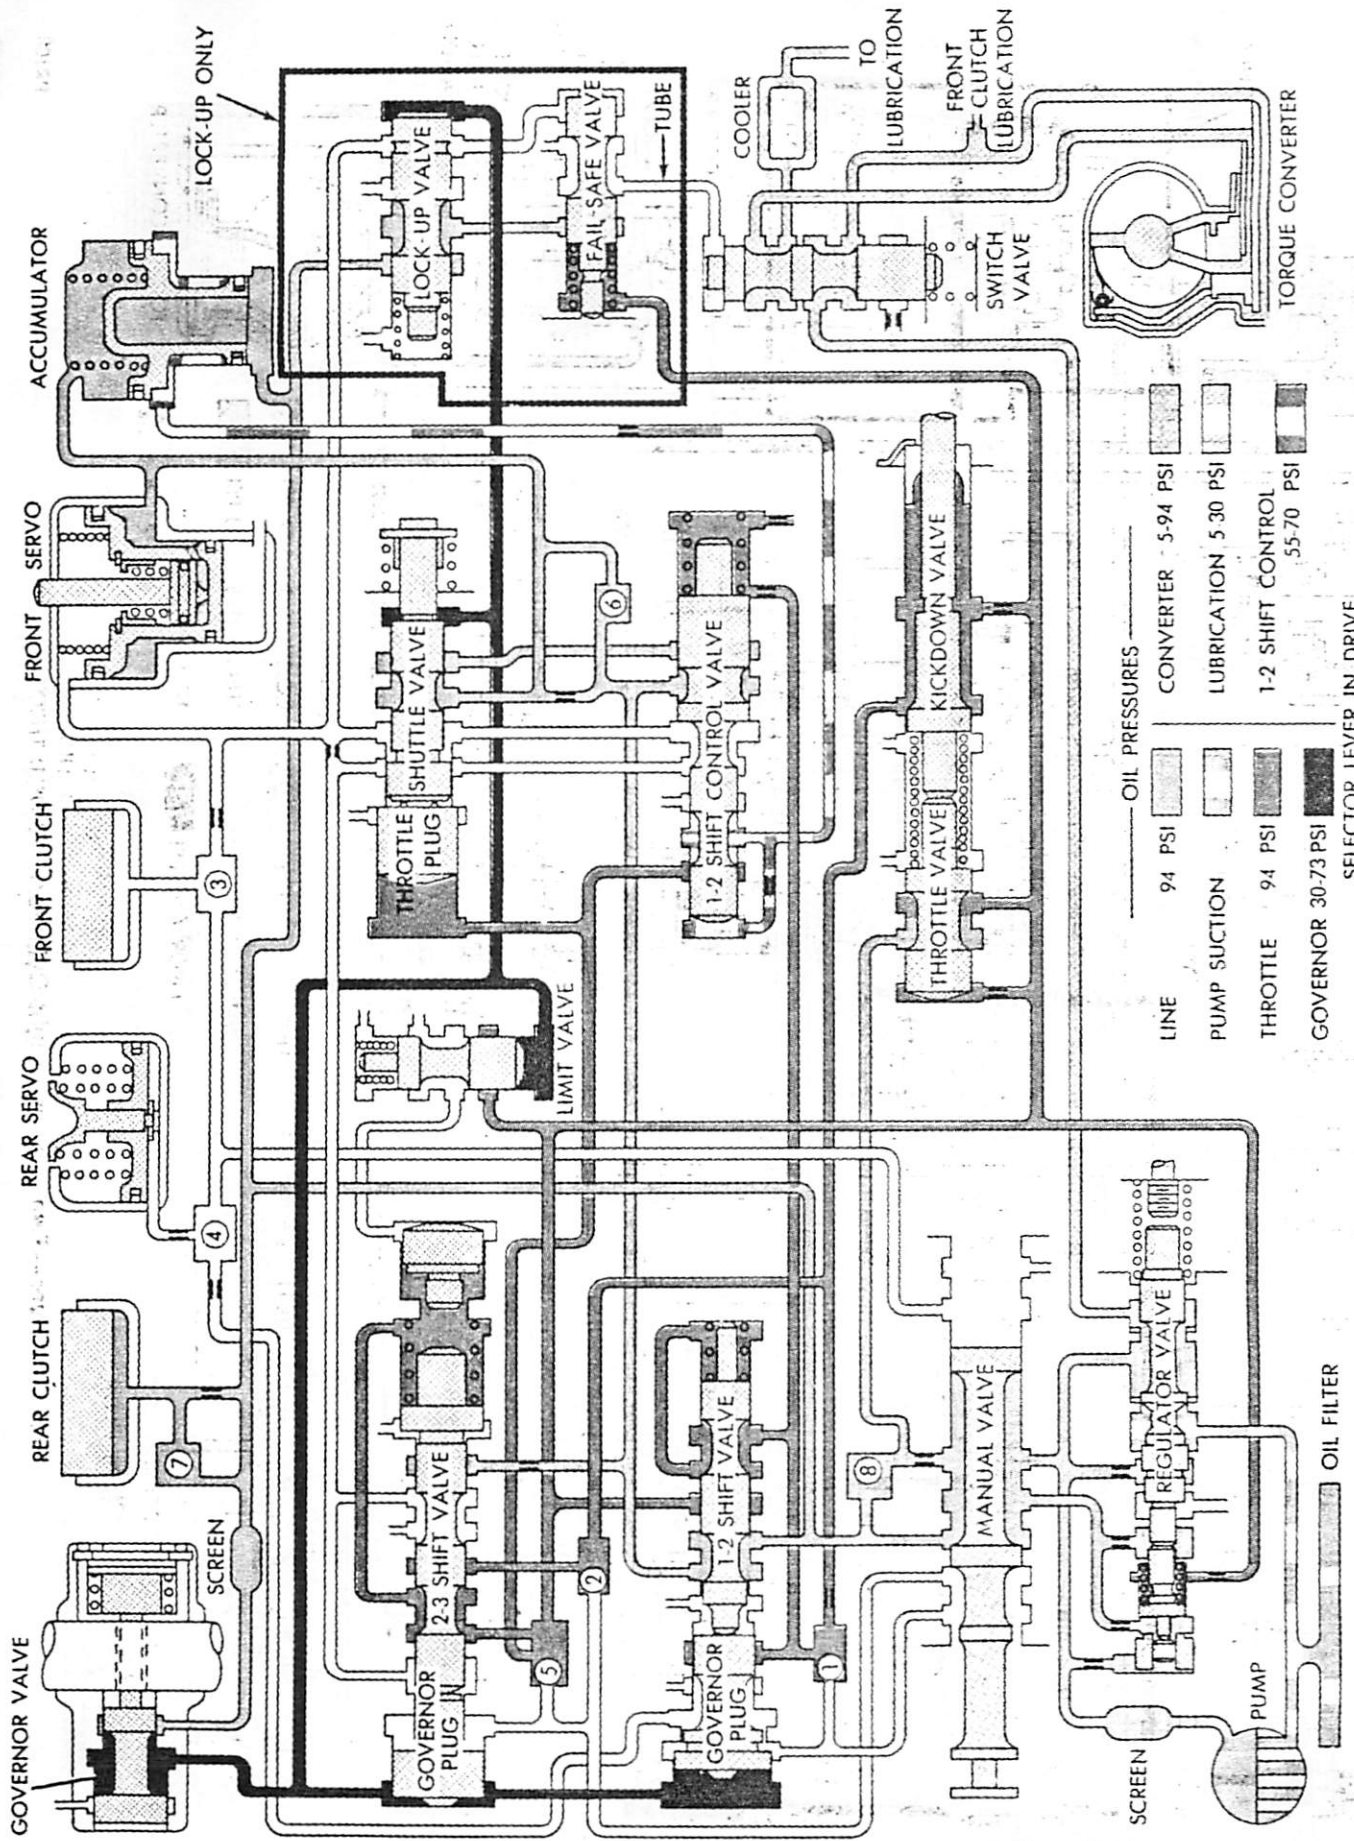 GOVERNOR VALVE
REAR CLUTCH
REAR SERVO
FRONT CLUTCH
FRONT SERVO
ACCUMULATOR
LOCK-UP ONLY
SCREEN
7
4
3
LOCK-UP VALVE
FAIL-SAFE VALVE
TUBE
GOVERNOR
PLUG
2-3 SHIFT VALVE
LIMIT VALVE
THROTTLE
PLUG
SHUTTLE VALVE
6
5
2
GOVERNOR
PLUG
1-2 SHIFT VALVE
1-2 SHIFT CONTROL VALVE
COOLER
TO
LUBRICATION
FRONT
CLUTCH
LUBRICATION
SWITCH
VALVE
1
8
THROTTLE VALVE
KICKDOWN VALVE
MANUAL VALVE
REGULATOR VALVE
TORQUE CONVERTER
SCREEN
PUMP
OIL FILTER
OIL PRESSURES
LINE 94 PSI
PUMP SUCTION
THROTTLE 94 PSI
GOVERNOR 30-73 PSI
CONVERTER 5-94 PSI
LUBRICATION 5 30 PSI
1-2 SHIFT CONTROL
55-70 PSI
SELECTOR LEVER IN DRIVE